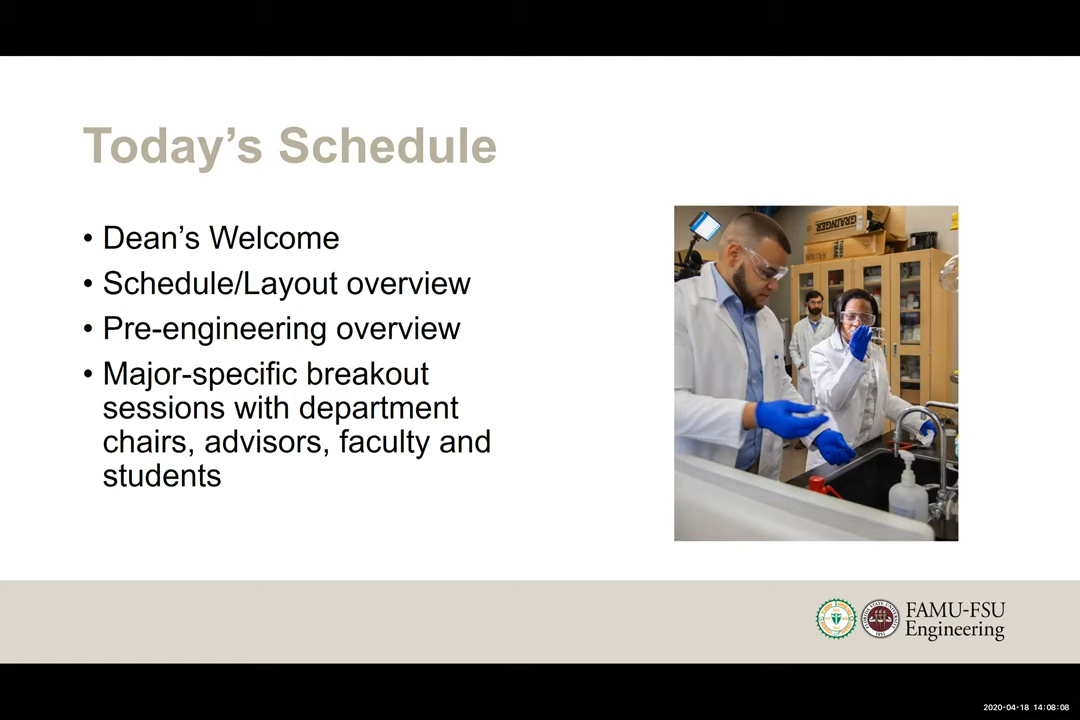 Today’s Schedule
• Dean’s Welcome
• Schedule/Layout overview
• Pre-engineering overview
• Major-specific breakout
sessions with department
chairs, advisors, faculty and
students
GRAINGER
FAMU-FSU
Engineering
2020-04-18 14:08:08